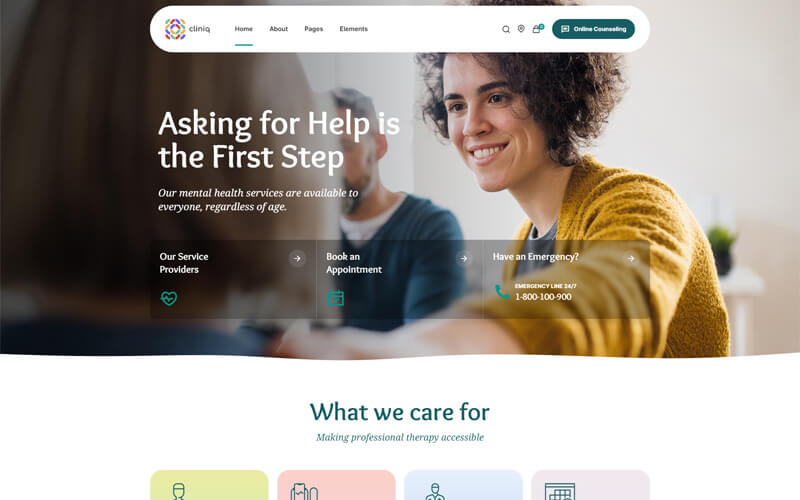 cliniq
Home
About
Pages
Elements
0
Online Counseling
Asking for Help is
the First Step
Our mental health services are available to
everyone, regardless of age.
Our Service
Providers
Book an
Appointment
Have an Emergency?
EMERGENCY LINE 24/7
1-800-100-900
What we care for
Making professional therapy accessible